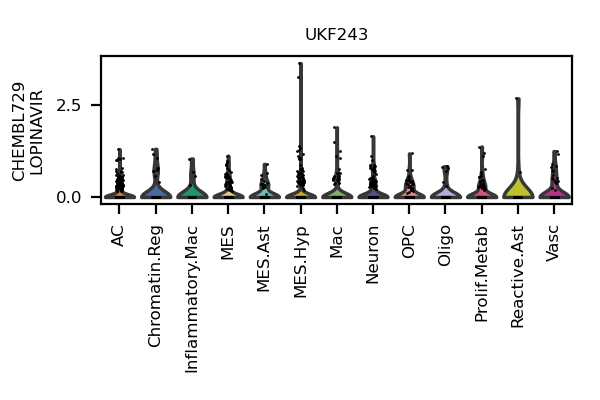 UKF243
CHEMBL729
LOPINAVIR
2.5
0.0
AC
Chromatin.Reg
Inflammatory.Mac
MES
MES.Ast
MES.Hyp
Mac
Neuron
OPC
Oligo
Prolif.Metab
Reactive.Ast
Vasc